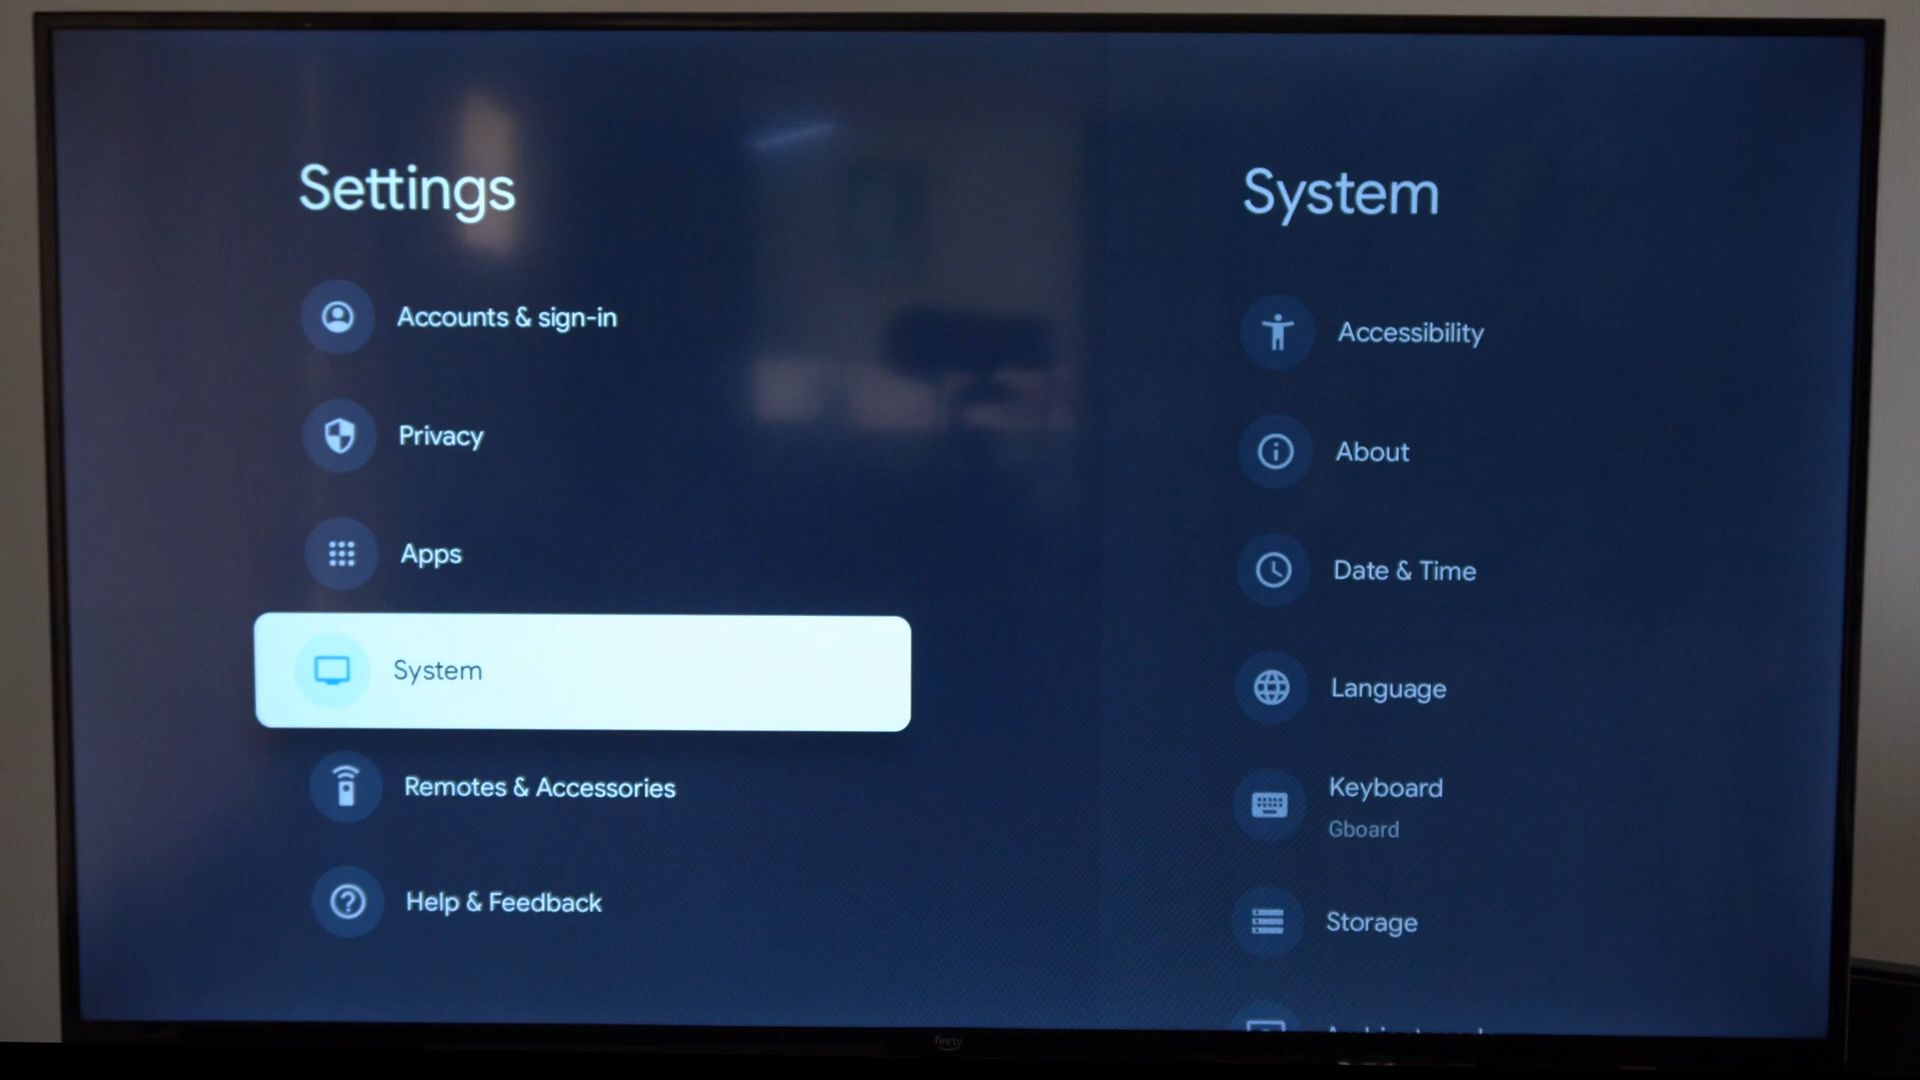 Settings
Accounts & sign-in
Privacy
Apps
System
Remotes & Accessories
Help & Feedback
System
Accessibility
About
Date & Time
Language
Keyboard
Gboard
Storage
firetv